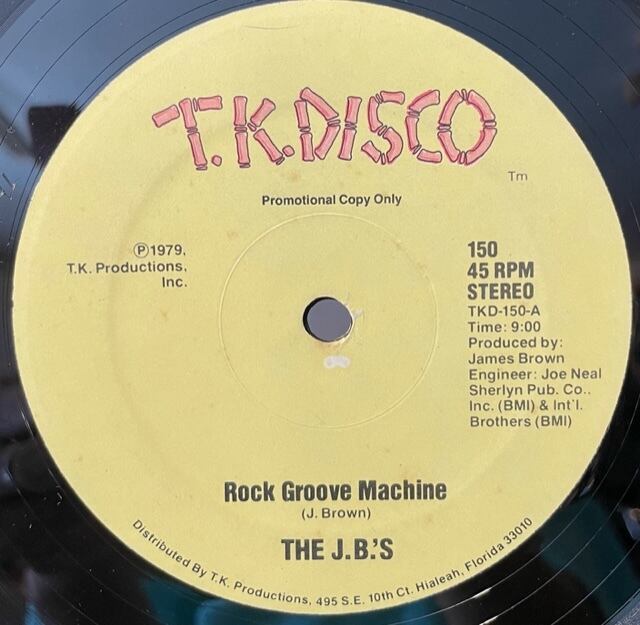 T.K.DISCO
Tm
Promotional Copy Only
Ⓟ1979,
T.K. Productions,
Inc.
150
45 RPM
STEREO
TKD-150-A
Time: 9:00
Produced by:
James Brown
Engineer: Joe Neal
Sherlyn Pub. Co..
Inc. (BMI) & Int'l.
Brothers (BMI)
Rock Groove Machine
(J. Brown)
THE J.B.'S
Distributed By T.K. Productions, 495 S.E. 10th Ct. Hialeah, Florida 33010